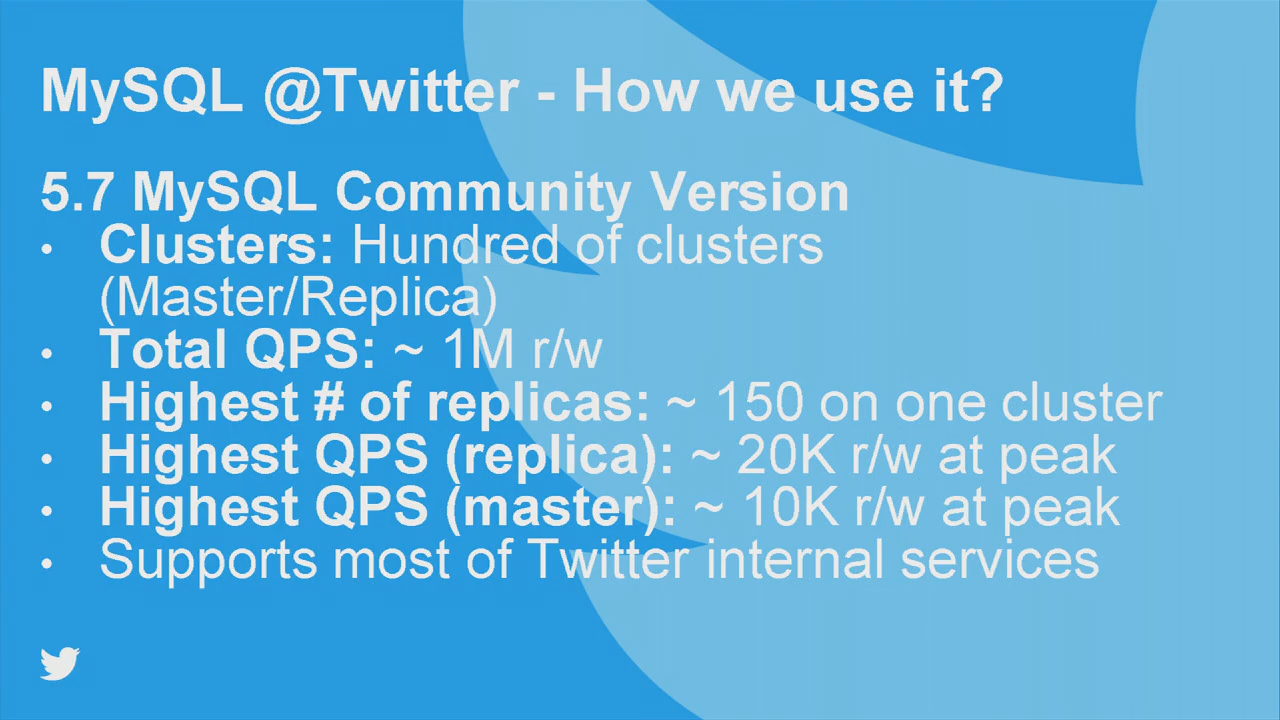 MySQL @Twitter - How we use it?
5.7 MySQL Community Version
• Clusters: Hundred of clusters
(Master/Replica)
• Total QPS: ~ 1M r/w
• Highest # of replicas: ~ 150 on one cluster
• Highest QPS (replica): ~ 20K r/w at peak
• Highest QPS (master): ~ 10K r/w at peak
• Supports most of Twitter internal services